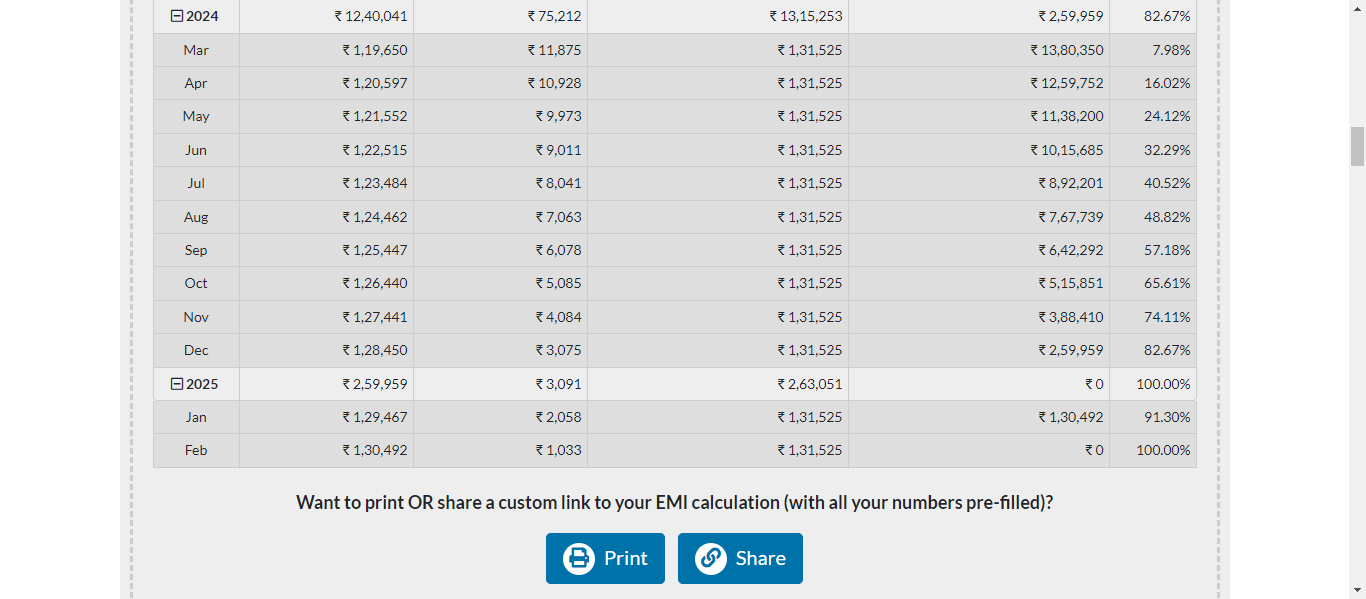 2024 ₹ 12,40,041 ₹ 75,212 ₹ 13,15,253 ₹ 2,59,959 82.67%
Mar ₹ 1,19,650 ₹ 11,875 ₹ 1,31,525 ₹ 13,80,350 7.98%
Apr ₹ 1,20,597 ₹ 10,928 ₹ 1,31,525 ₹ 12,59,752 16.02%
May ₹ 1,21,552 ₹ 9,973 ₹ 1,31,525 ₹ 11,38,200 24.12%
Jun ₹ 1,22,515 ₹ 9,011 ₹ 1,31,525 ₹ 10,15,685 32.29%
Jul ₹ 1,23,484 ₹ 8,041 ₹ 1,31,525 ₹ 8,92,201 40.52%
Aug ₹ 1,24,462 ₹ 7,063 ₹ 1,31,525 ₹ 7,67,739 48.82%
Sep ₹ 1,25,447 ₹ 6,078 ₹ 1,31,525 ₹ 6,42,292 57.18%
Oct ₹ 1,26,440 ₹ 5,085 ₹ 1,31,525 ₹ 5,15,851 65.61%
Nov ₹ 1,27,441 ₹ 4,084 ₹ 1,31,525 ₹ 3,88,410 74.11%
Dec ₹ 1,28,450 ₹ 3,075 ₹ 1,31,525 ₹ 2,59,959 82.67%
2025 ₹ 2,59,959 ₹ 3,091 ₹ 2,63,051 ₹ 0 100.00%
Jan ₹ 1,29,467 ₹ 2,058 ₹ 1,31,525 ₹ 1,30,492 91.30%
Feb ₹ 1,30,492 ₹ 1,033 ₹ 1,31,525 ₹ 0 100.00%
Want to print OR share a custom link to your EMI calculation (with all your numbers pre-filled)?
Print Share